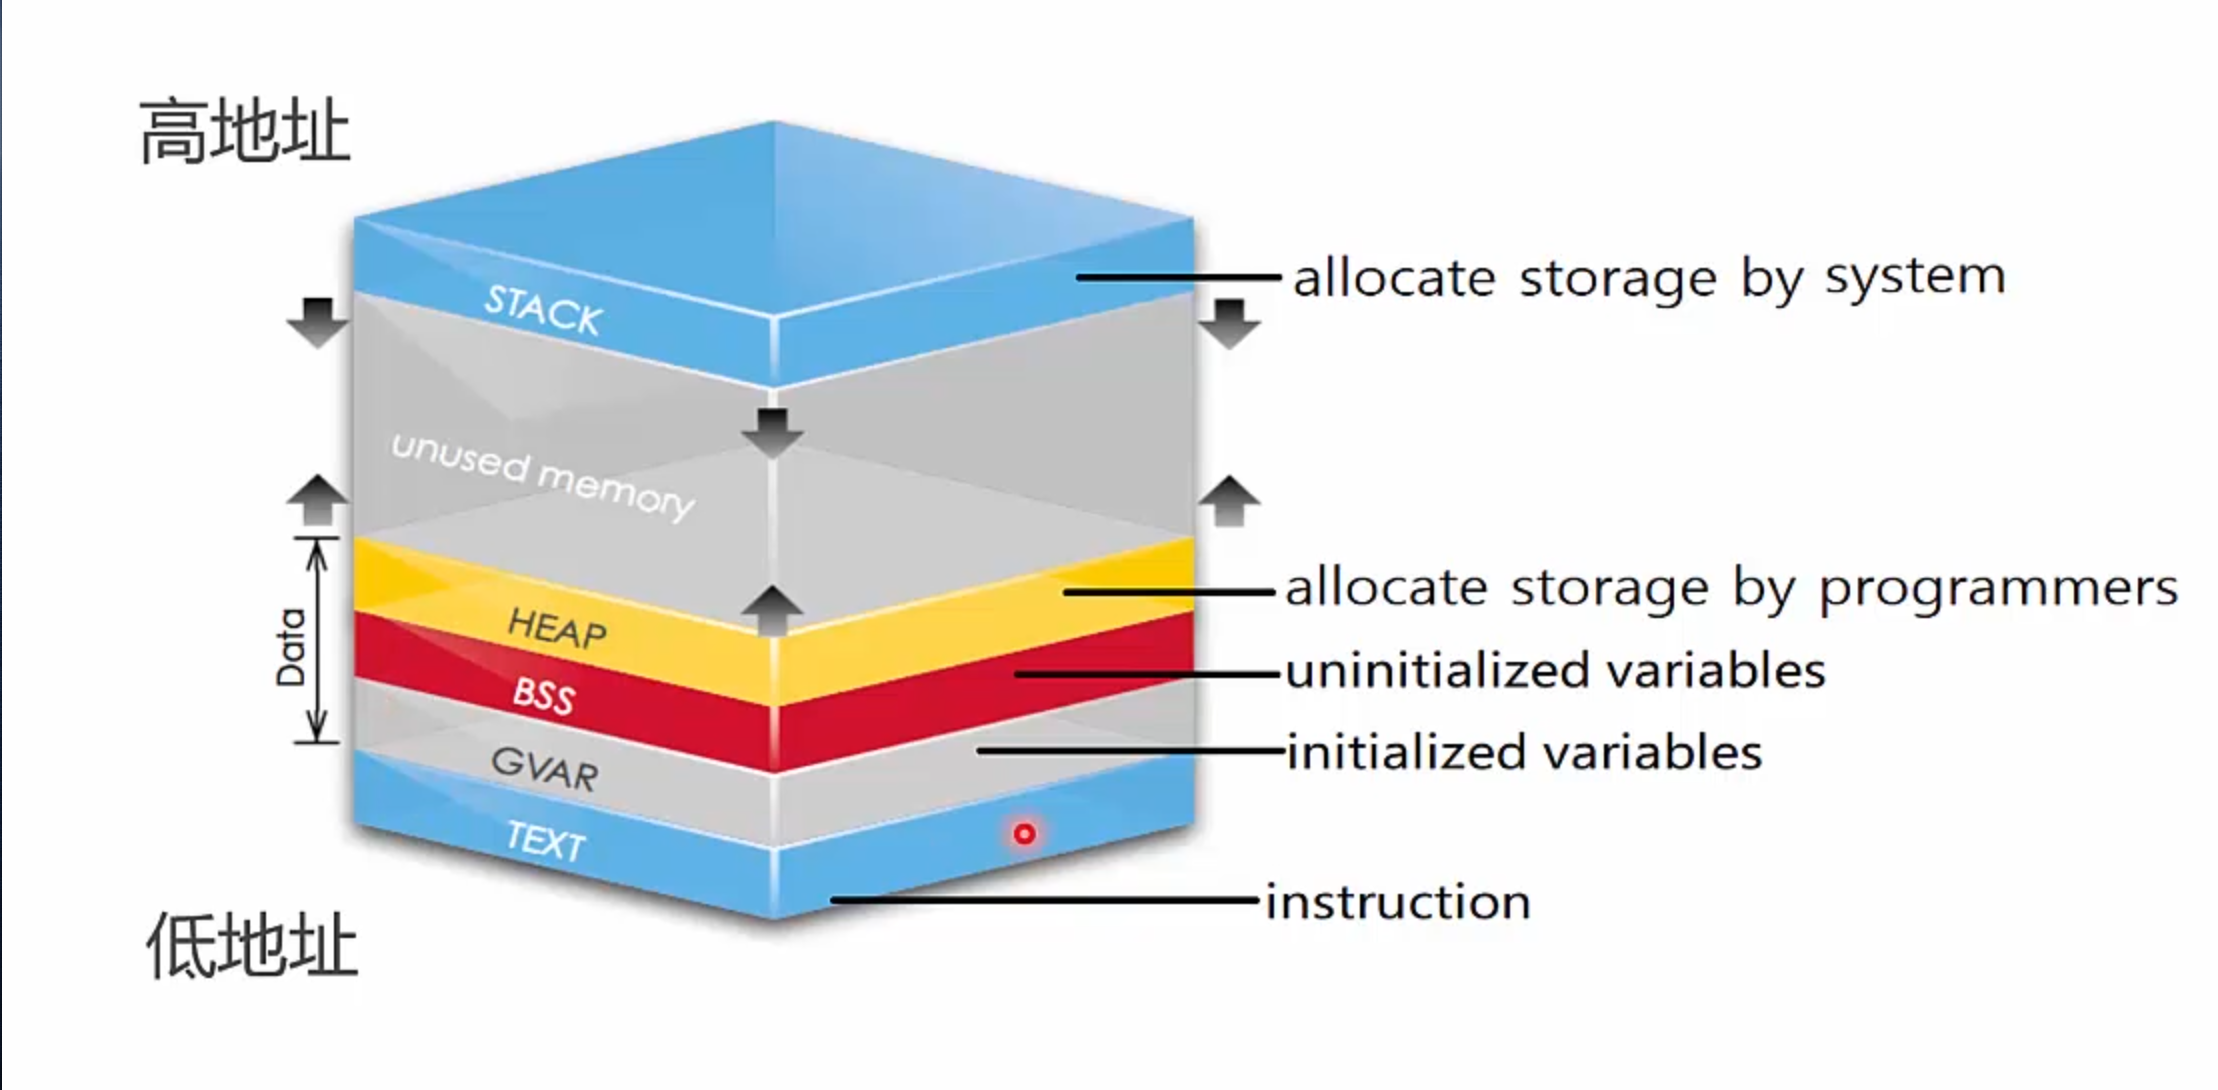 高地址
STACK
allocate storage by system
unused memory
Data
HEAP
allocate storage by programmers
BSS
uninitialized variables
GVAR
initialized variables
TEXT
instruction
低地址